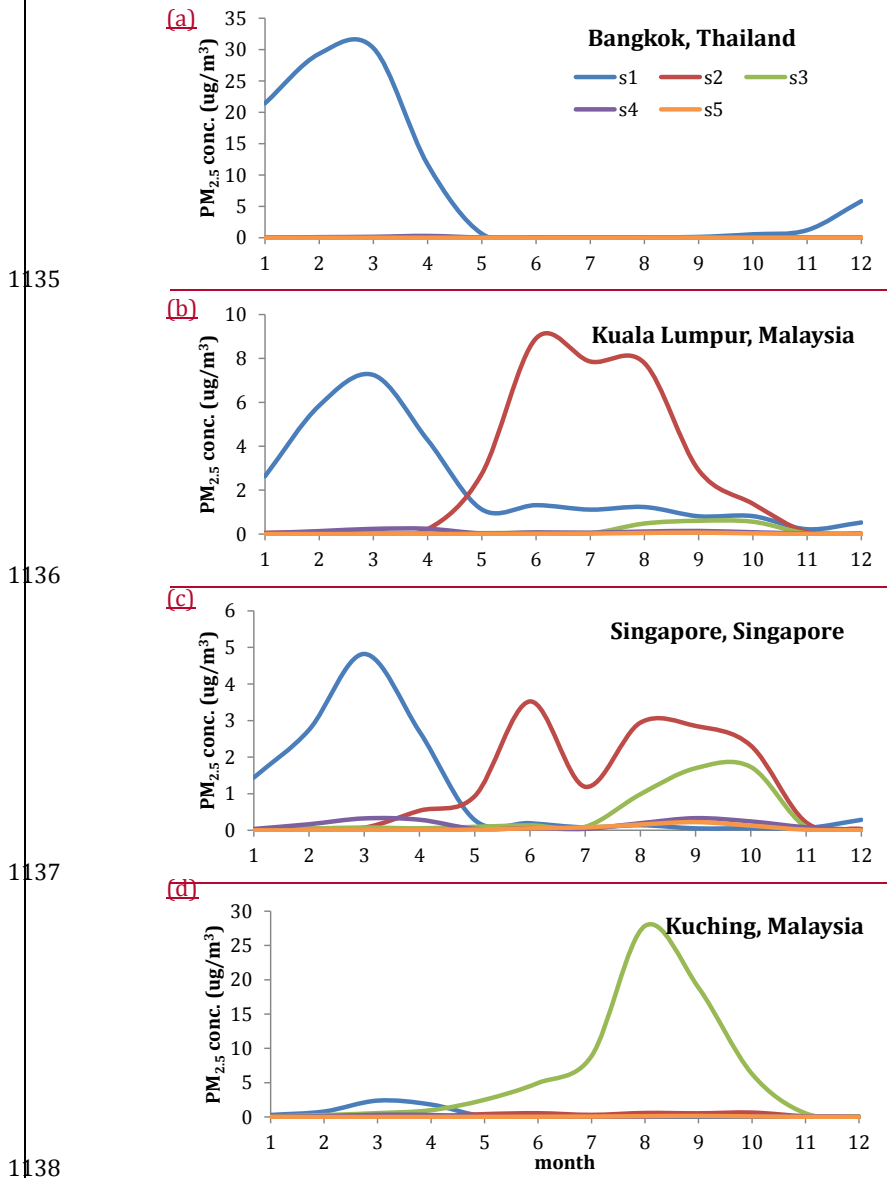 (a)
Bangkok, Thailand
s1 s2 s3
s4 s5
PM2.5 conc. (ug/m³)
35
30
25
20
15
10
5
0
1 2 3 4 5 6 7 8 9 10 11 12
1135
(b)
Kuala Lumpur, Malaysia
PM2.5 conc. (ug/m³)
10
8
6
4
2
0
1 2 3 4 5 6 7 8 9 10 11 12
1136
(c)
Singapore, Singapore
PM2.5 conc. (ug/m³)
6
5
4
3
2
1
0
1 2 3 4 5 6 7 8 9 10 11 12
1137
(d)
Kuching, Malaysia
PM2.5 conc. (ug/m³)
30
25
20
15
10
5
0
1 2 3 4 5 6 7 8 9 10 11 12
month
1138